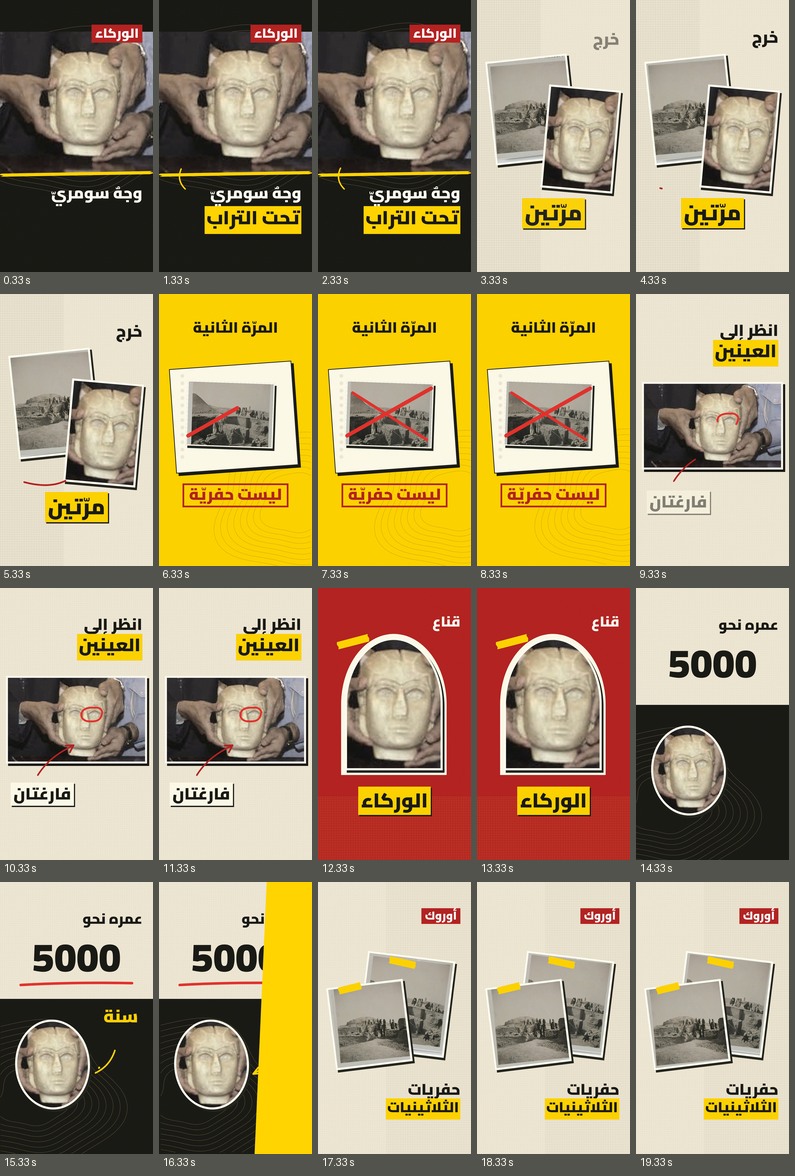 الوركاء
وجهٌ سومريّ
0.33 s
الوركاء
وجهٌ سومريّ
تحت التراب
1.33 s
الوركاء
وجهٌ سومريّ
تحت التراب
2.33 s
خرج
مرّتين
3.33 s
خرج
مرّتين
4.33 s
خرج
مرّتين
5.33 s
المرّة الثانية
ليست حفريّة
6.33 s
المرّة الثانية
ليست حفريّة
7.33 s
المرّة الثانية
ليست حفريّة
8.33 s
انظر إلى
العينين
فارغتان
9.33 s
انظر إلى
العينين
فارغتان
10.33 s
انظر إلى
العينين
فارغتان
11.33 s
قناع
الوركاء
12.33 s
قناع
الوركاء
13.33 s
عمره نحو
5000
14.33 s
عمره نحو
5000
سنة
15.33 s
نحو
16.33 s
أوروك
حفريات
الثلاثينيات
17.33 s
أوروك
حفريات
الثلاثينيات
18.33 s
أوروك
حفريات
الثلاثينيات
19.33 s